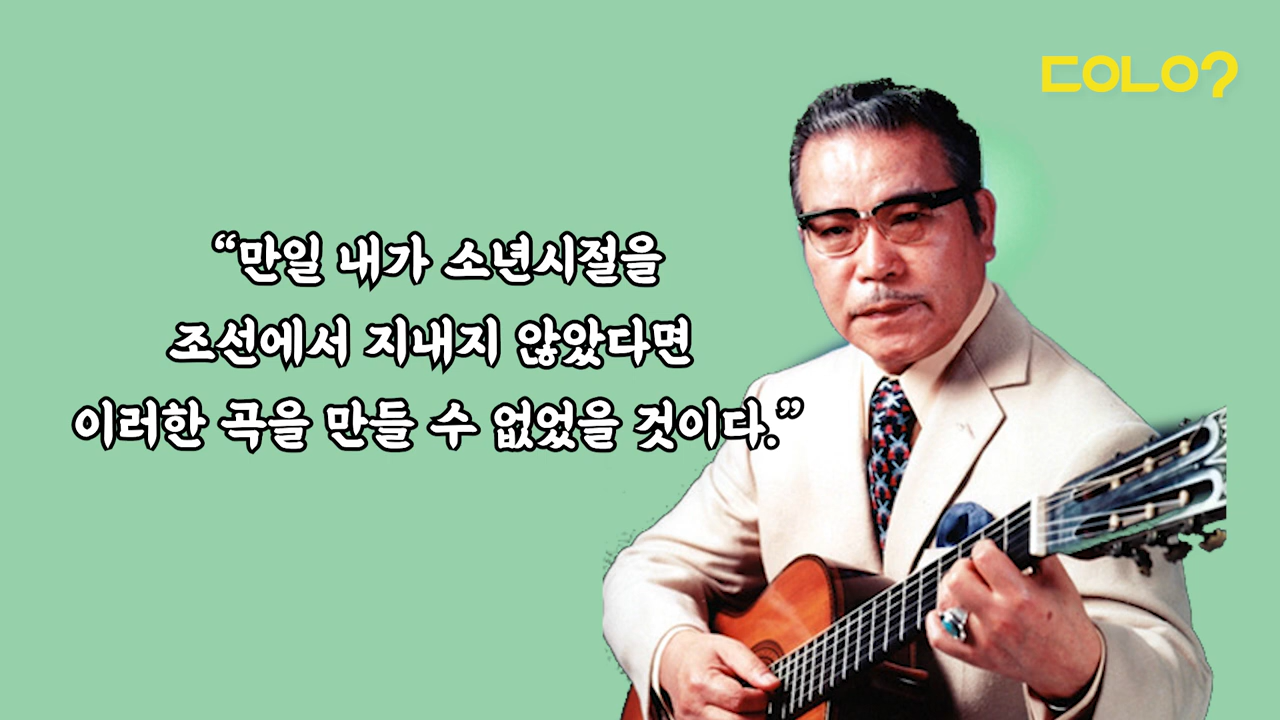 ㄷㅇㄴㅇ?
“만일 내가 소년시절을
조선에서 지내지 않았다면
이러한 곡을 만들 수 없었을 것이다.”